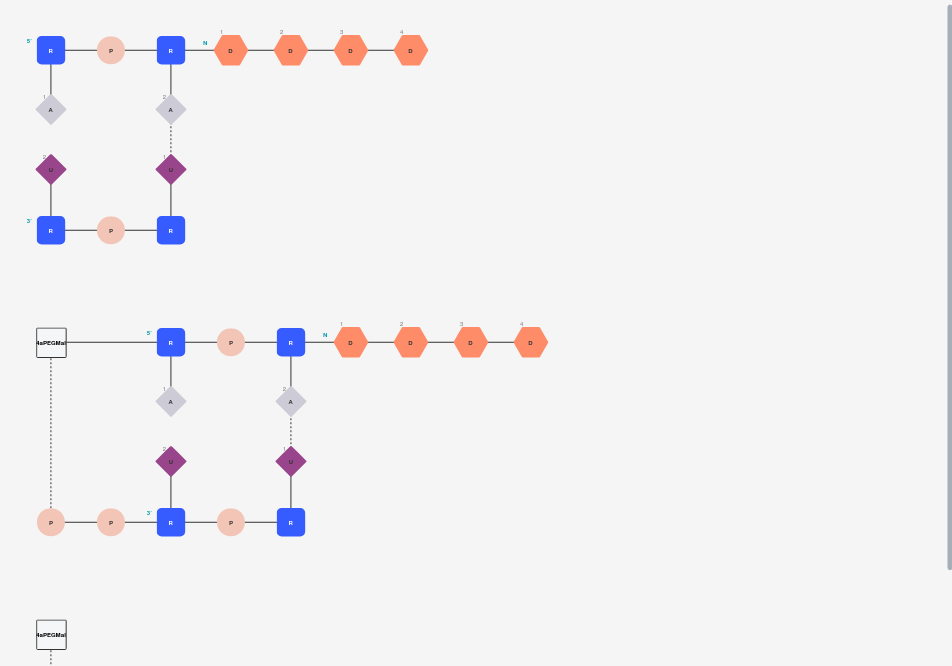 1 2 3 4
5' R P R N D D D D
1 A 2 A
2 U 1 U
3' R P R
1 2 3 4
4aPEGMal 5' R P R N D D D D
1 A 2 A
2 U 1 U
P P 3' R P R
4aPEGMal